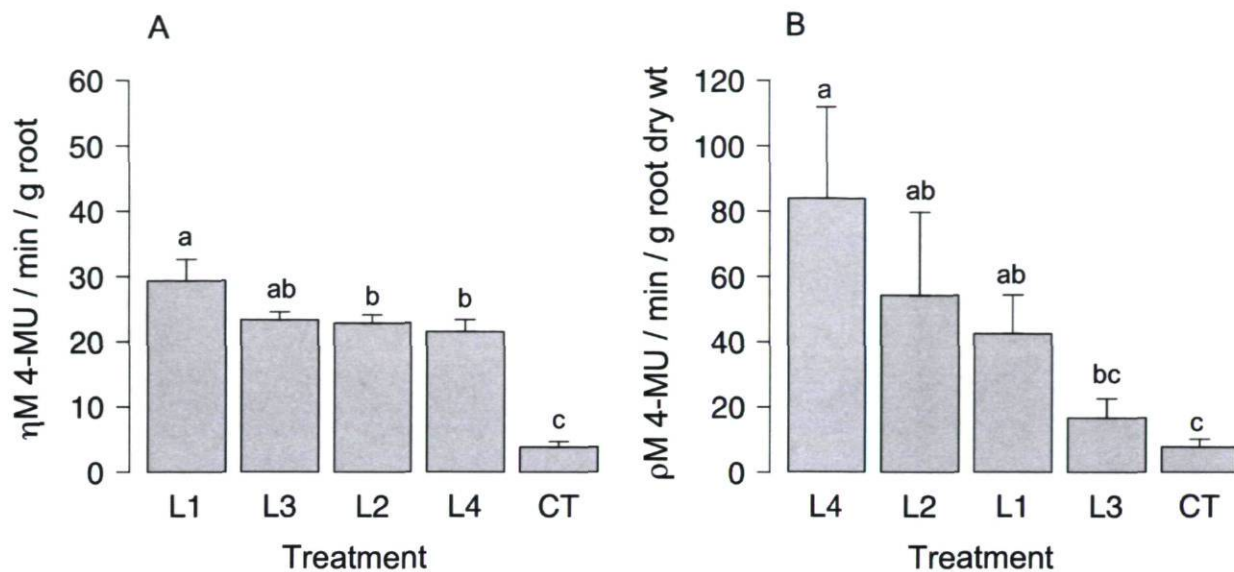 A
ηM 4-MU / min / g root
60
50
40
30
20
10
0
a
ab
b
b
c
L1 L3 L2 L4 CT
Treatment
B
ρM 4-MU / min / g root dry wt
120
100
80
60
40
20
0
a
ab
ab
bc
c
L4 L2 L1 L3 CT
Treatment